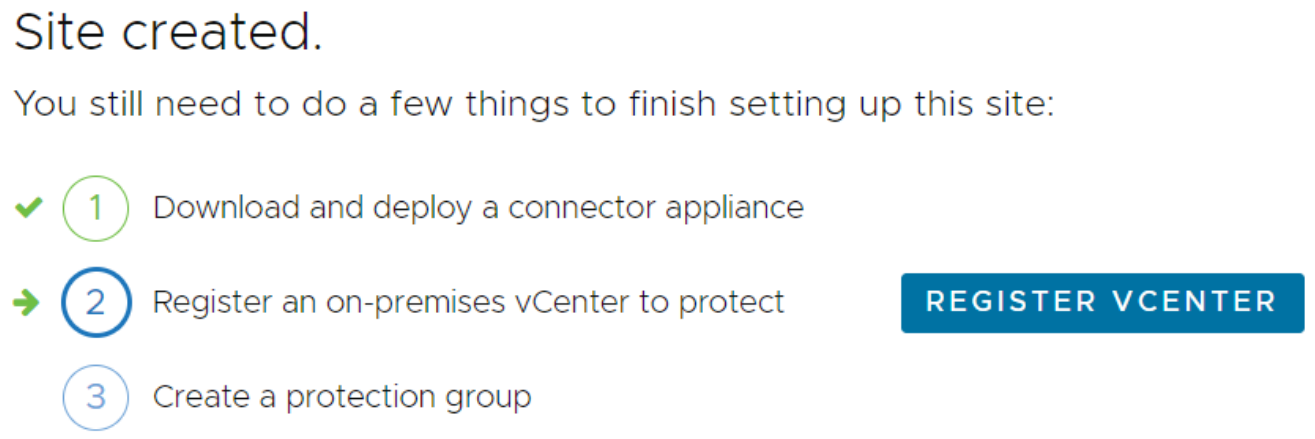 Site created.
You still need to do a few things to finish setting up this site:
1 Download and deploy a connector appliance
2 Register an on-premises vCenter to protect REGISTER VCENTER
3 Create a protection group